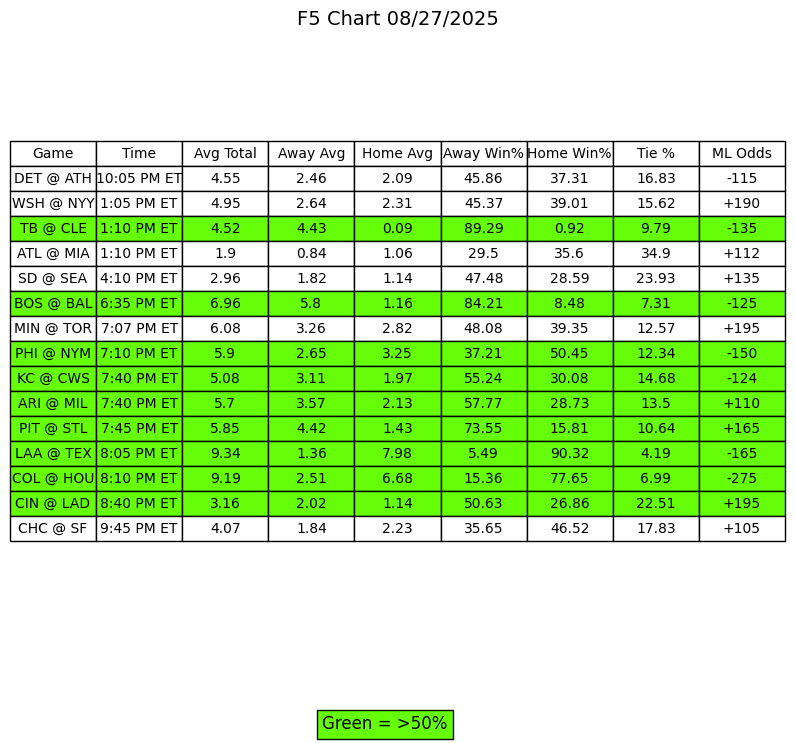 F5 Chart 08/27/2025
Game Time Avg Total Away Avg Home Avg Away Win% Home Win% Tie % ML Odds
DET @ ATH 10:05 PM ET 4.55 2.46 2.09 45.86 37.31 16.83 -115
WSH @ NYY 1:05 PM ET 4.95 2.64 2.31 45.37 39.01 15.62 +190
TB @ CLE 1:10 PM ET 4.52 4.43 0.09 89.29 0.92 9.79 -135
ATL @ MIA 1:10 PM ET 1.9 0.84 1.06 29.5 35.6 34.9 +112
SD @ SEA 4:10 PM ET 2.96 1.82 1.14 47.48 28.59 23.93 +135
BOS @ BAL 6:35 PM ET 6.96 5.8 1.16 84.21 8.48 7.31 -125
MIN @ TOR 7:07 PM ET 6.08 3.26 2.82 48.08 39.35 12.57 +195
PHI @ NYM 7:10 PM ET 5.9 2.65 3.25 37.21 50.45 12.34 -150
KC @ CWS 7:40 PM ET 5.08 3.11 1.97 55.24 30.08 14.68 -124
ARI @ MIL 7:40 PM ET 5.7 3.57 2.13 57.77 28.73 13.5 +110
PIT @ STL 7:45 PM ET 5.85 4.42 1.43 73.55 15.81 10.64 +165
LAA @ TEX 8:05 PM ET 9.34 1.36 7.98 5.49 90.32 4.19 -165
COL @ HOU 8:10 PM ET 9.19 2.51 6.68 15.36 77.65 6.99 -275
CIN @ LAD 8:40 PM ET 3.16 2.02 1.14 50.63 26.86 22.51 +195
CHC @ SF 9:45 PM ET 4.07 1.84 2.23 35.65 46.52 17.83 +105
Green = >50%